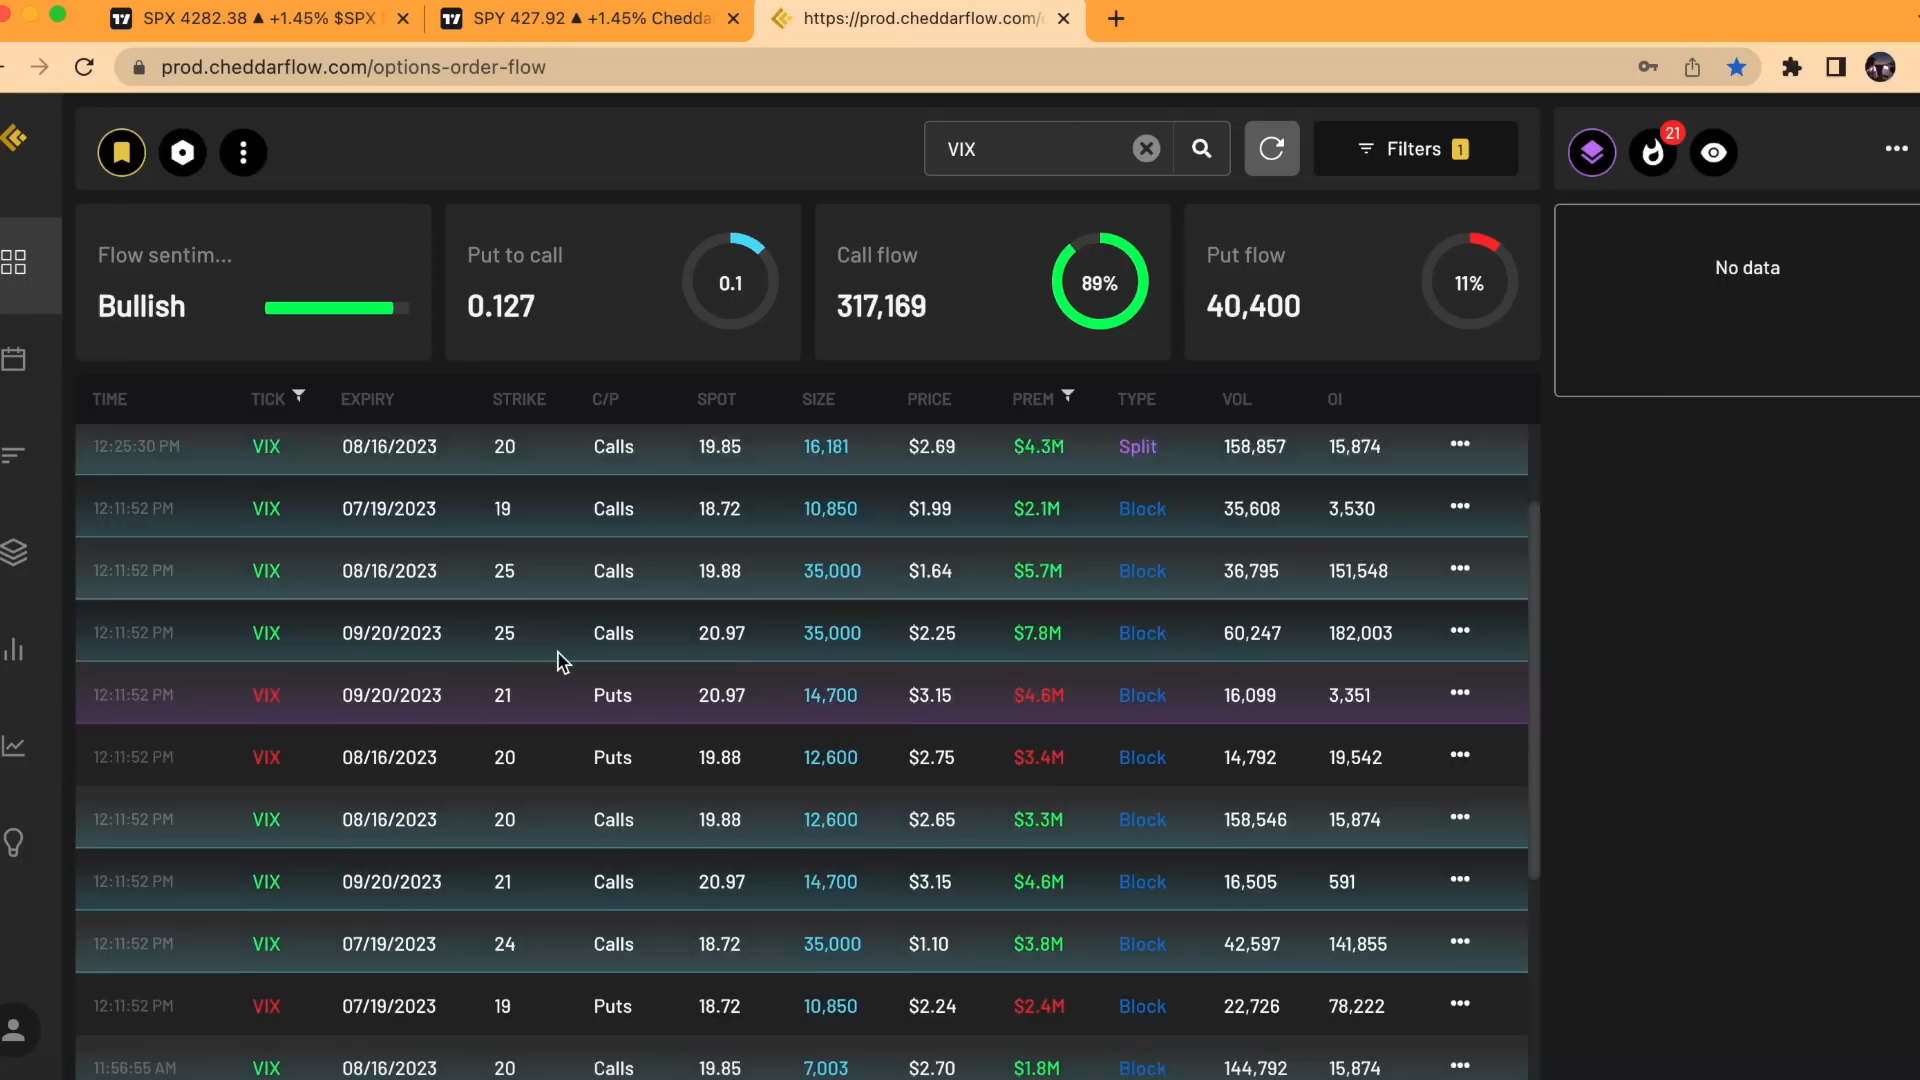 SPX 4282.38 ▲ +1.45% $SPX
SPY 427.92 ▲ +1.45% Chedda
https://prod.cheddarflow.com/
prod.cheddarflow.com/options-order-flow
VIX
Filters 1
21
Flow sentim...
Bullish
Put to call
0.127
0.1
Call flow
317,169
89%
Put flow
40,400
11%
No data
TIME TICK EXPIRY STRIKE C/P SPOT SIZE PRICE PREM TYPE VOL OI
12:25:30 PM VIX 08/16/2023 20 Calls 19.85 16,181 $2.69 $4.3M Split 158,857 15,874
12:11:52 PM VIX 07/19/2023 19 Calls 18.72 10,850 $1.99 $2.1M Block 35,608 3,530
12:11:52 PM VIX 08/16/2023 25 Calls 19.88 35,000 $1.64 $5.7M Block 36,795 151,548
12:11:52 PM VIX 09/20/2023 25 Calls 20.97 35,000 $2.25 $7.8M Block 60,247 182,003
12:11:52 PM VIX 09/20/2023 21 Puts 20.97 14,700 $3.15 $4.6M Block 16,099 3,351
12:11:52 PM VIX 08/16/2023 20 Puts 19.88 12,600 $2.75 $3.4M Block 14,792 19,542
12:11:52 PM VIX 08/16/2023 20 Calls 19.88 12,600 $2.65 $3.3M Block 158,546 15,874
12:11:52 PM VIX 09/20/2023 21 Calls 20.97 14,700 $3.15 $4.6M Block 16,505 591
12:11:52 PM VIX 07/19/2023 24 Calls 18.72 35,000 $1.10 $3.8M Block 42,597 141,855
12:11:52 PM VIX 07/19/2023 19 Puts 18.72 10,850 $2.24 $2.4M Block 22,726 78,222
11:56:55 AM VIX 08/16/2023 20 Calls 19.85 7,003 $2.70 $1.8M Block 144,792 15,874